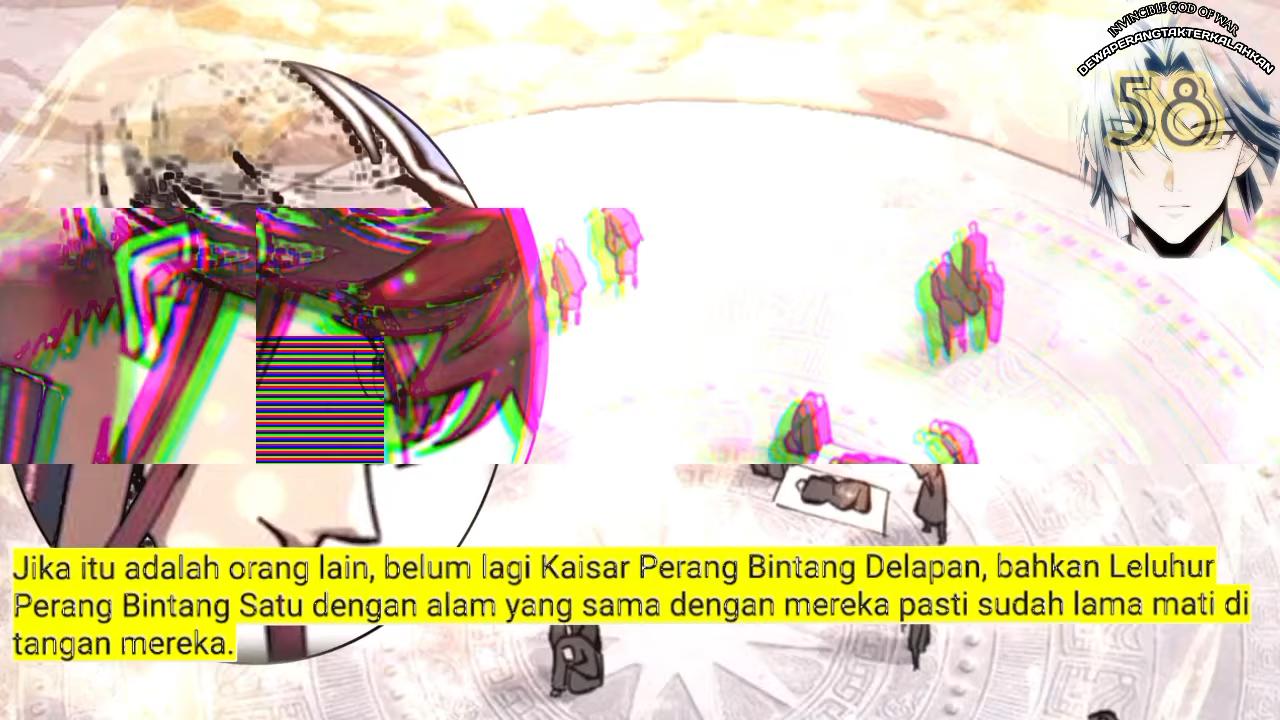 INVINCIBLE GOD OF WAR
DEWAPERANGTAKTERKALAHKAN
58
Jika itu adalah orang lain, belum lagi Kaisar Perang Bintang Delapan, bahkan Leluhur
Perang Bintang Satu dengan alam yang sama dengan mereka pasti sudah lama mati di
tangan mereka.